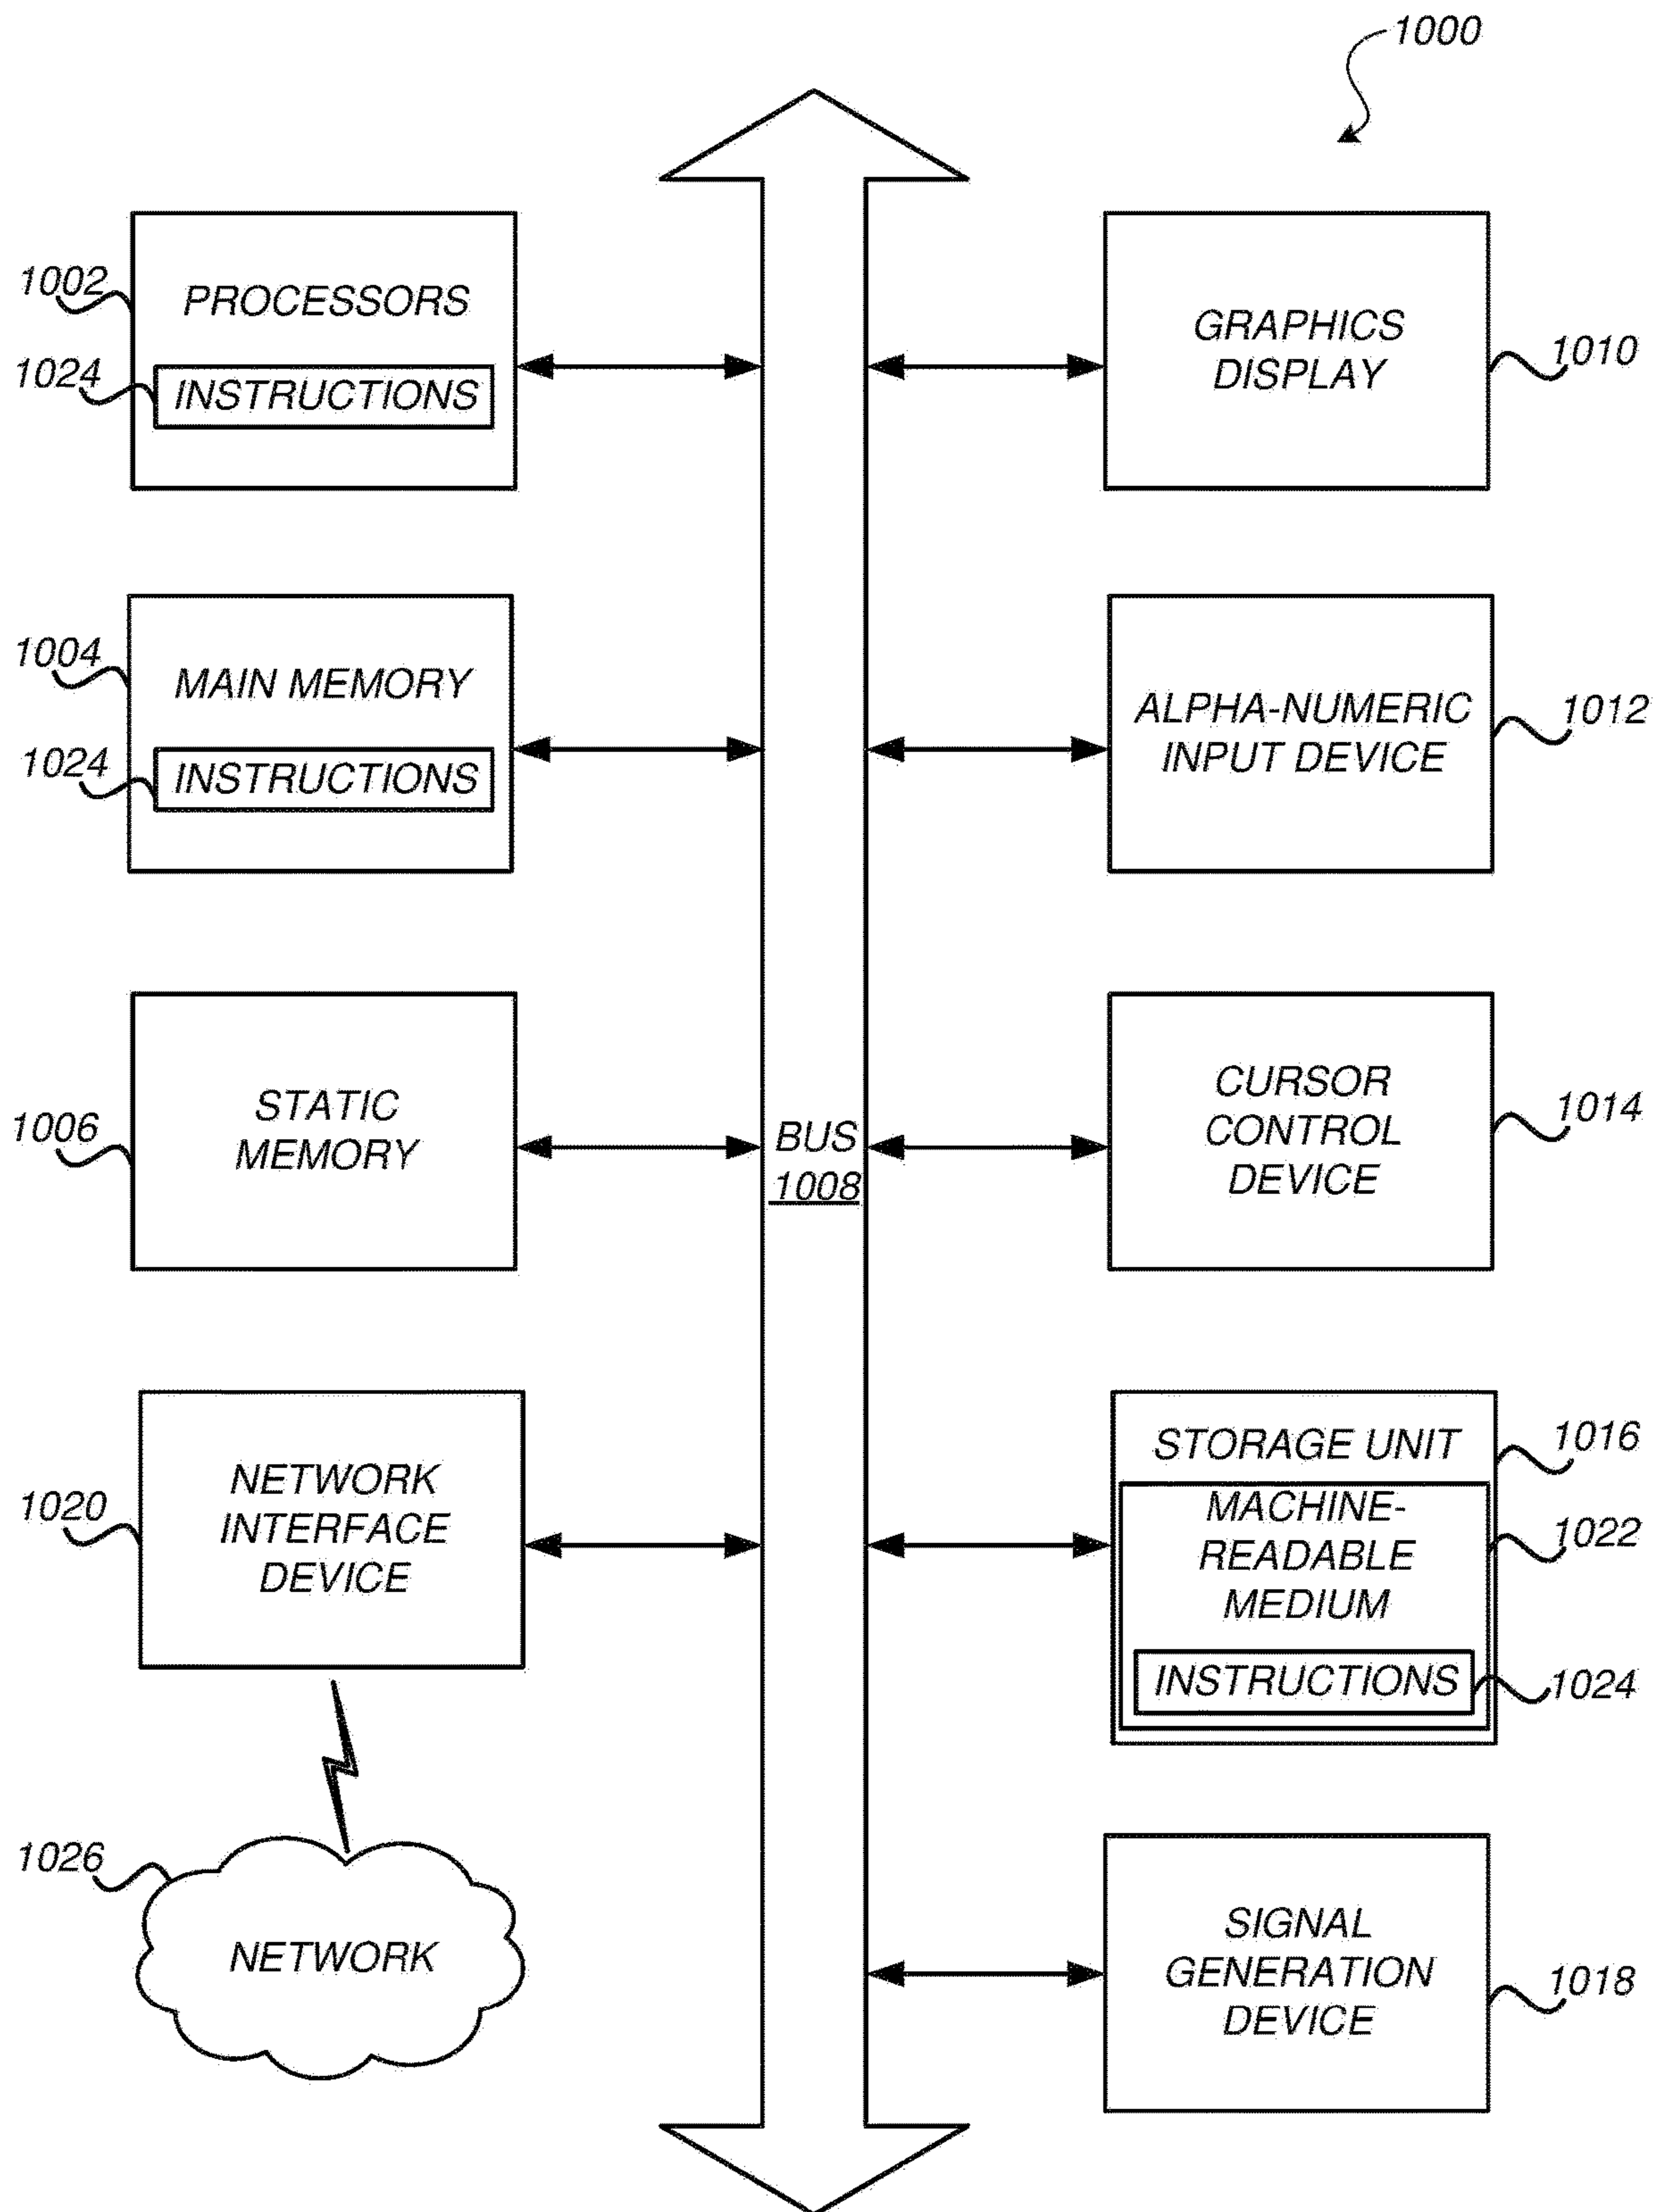 1000
1002
PROCESSORS
1024
INSTRUCTIONS
GRAPHICS
DISPLAY
1010
1004
MAIN MEMORY
1024
INSTRUCTIONS
ALPHA-NUMERIC
INPUT DEVICE
1012
1006
STATIC
MEMORY
BUS
1008
CURSOR
CONTROL
DEVICE
1014
1020
NETWORK
INTERFACE
DEVICE
STORAGE UNIT
1016
MACHINE-
READABLE
MEDIUM
1022
INSTRUCTIONS
1024
1026
NETWORK
SIGNAL
GENERATION
DEVICE
1018